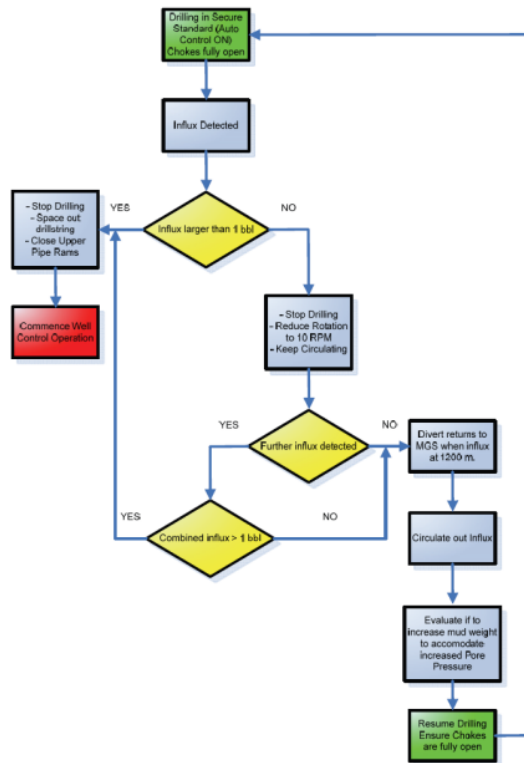 Drilling in Secure
Standard (Auto
Control ON)
Chokes fully open
Influx Detected
- Stop Drilling
- Space out
drillstring
- Close Upper
Pipe Rams
YES
Influx larger than 1 bbl
NO
Commence Well
Control Operation
- Stop Drilling
- Reduce Rotation
to 10 RPM
- Keep Circulating
YES
Further influx detected
NO
Divert returns to
MGS when influx
at 1200 m.
YES
Combined influx > 1 bbl
NO
Circulate out Influx
Evaluate if to
increase mud weight
to accomodate
increased Pore
Pressure
Resume Drilling
Ensure Chokes
are fully open